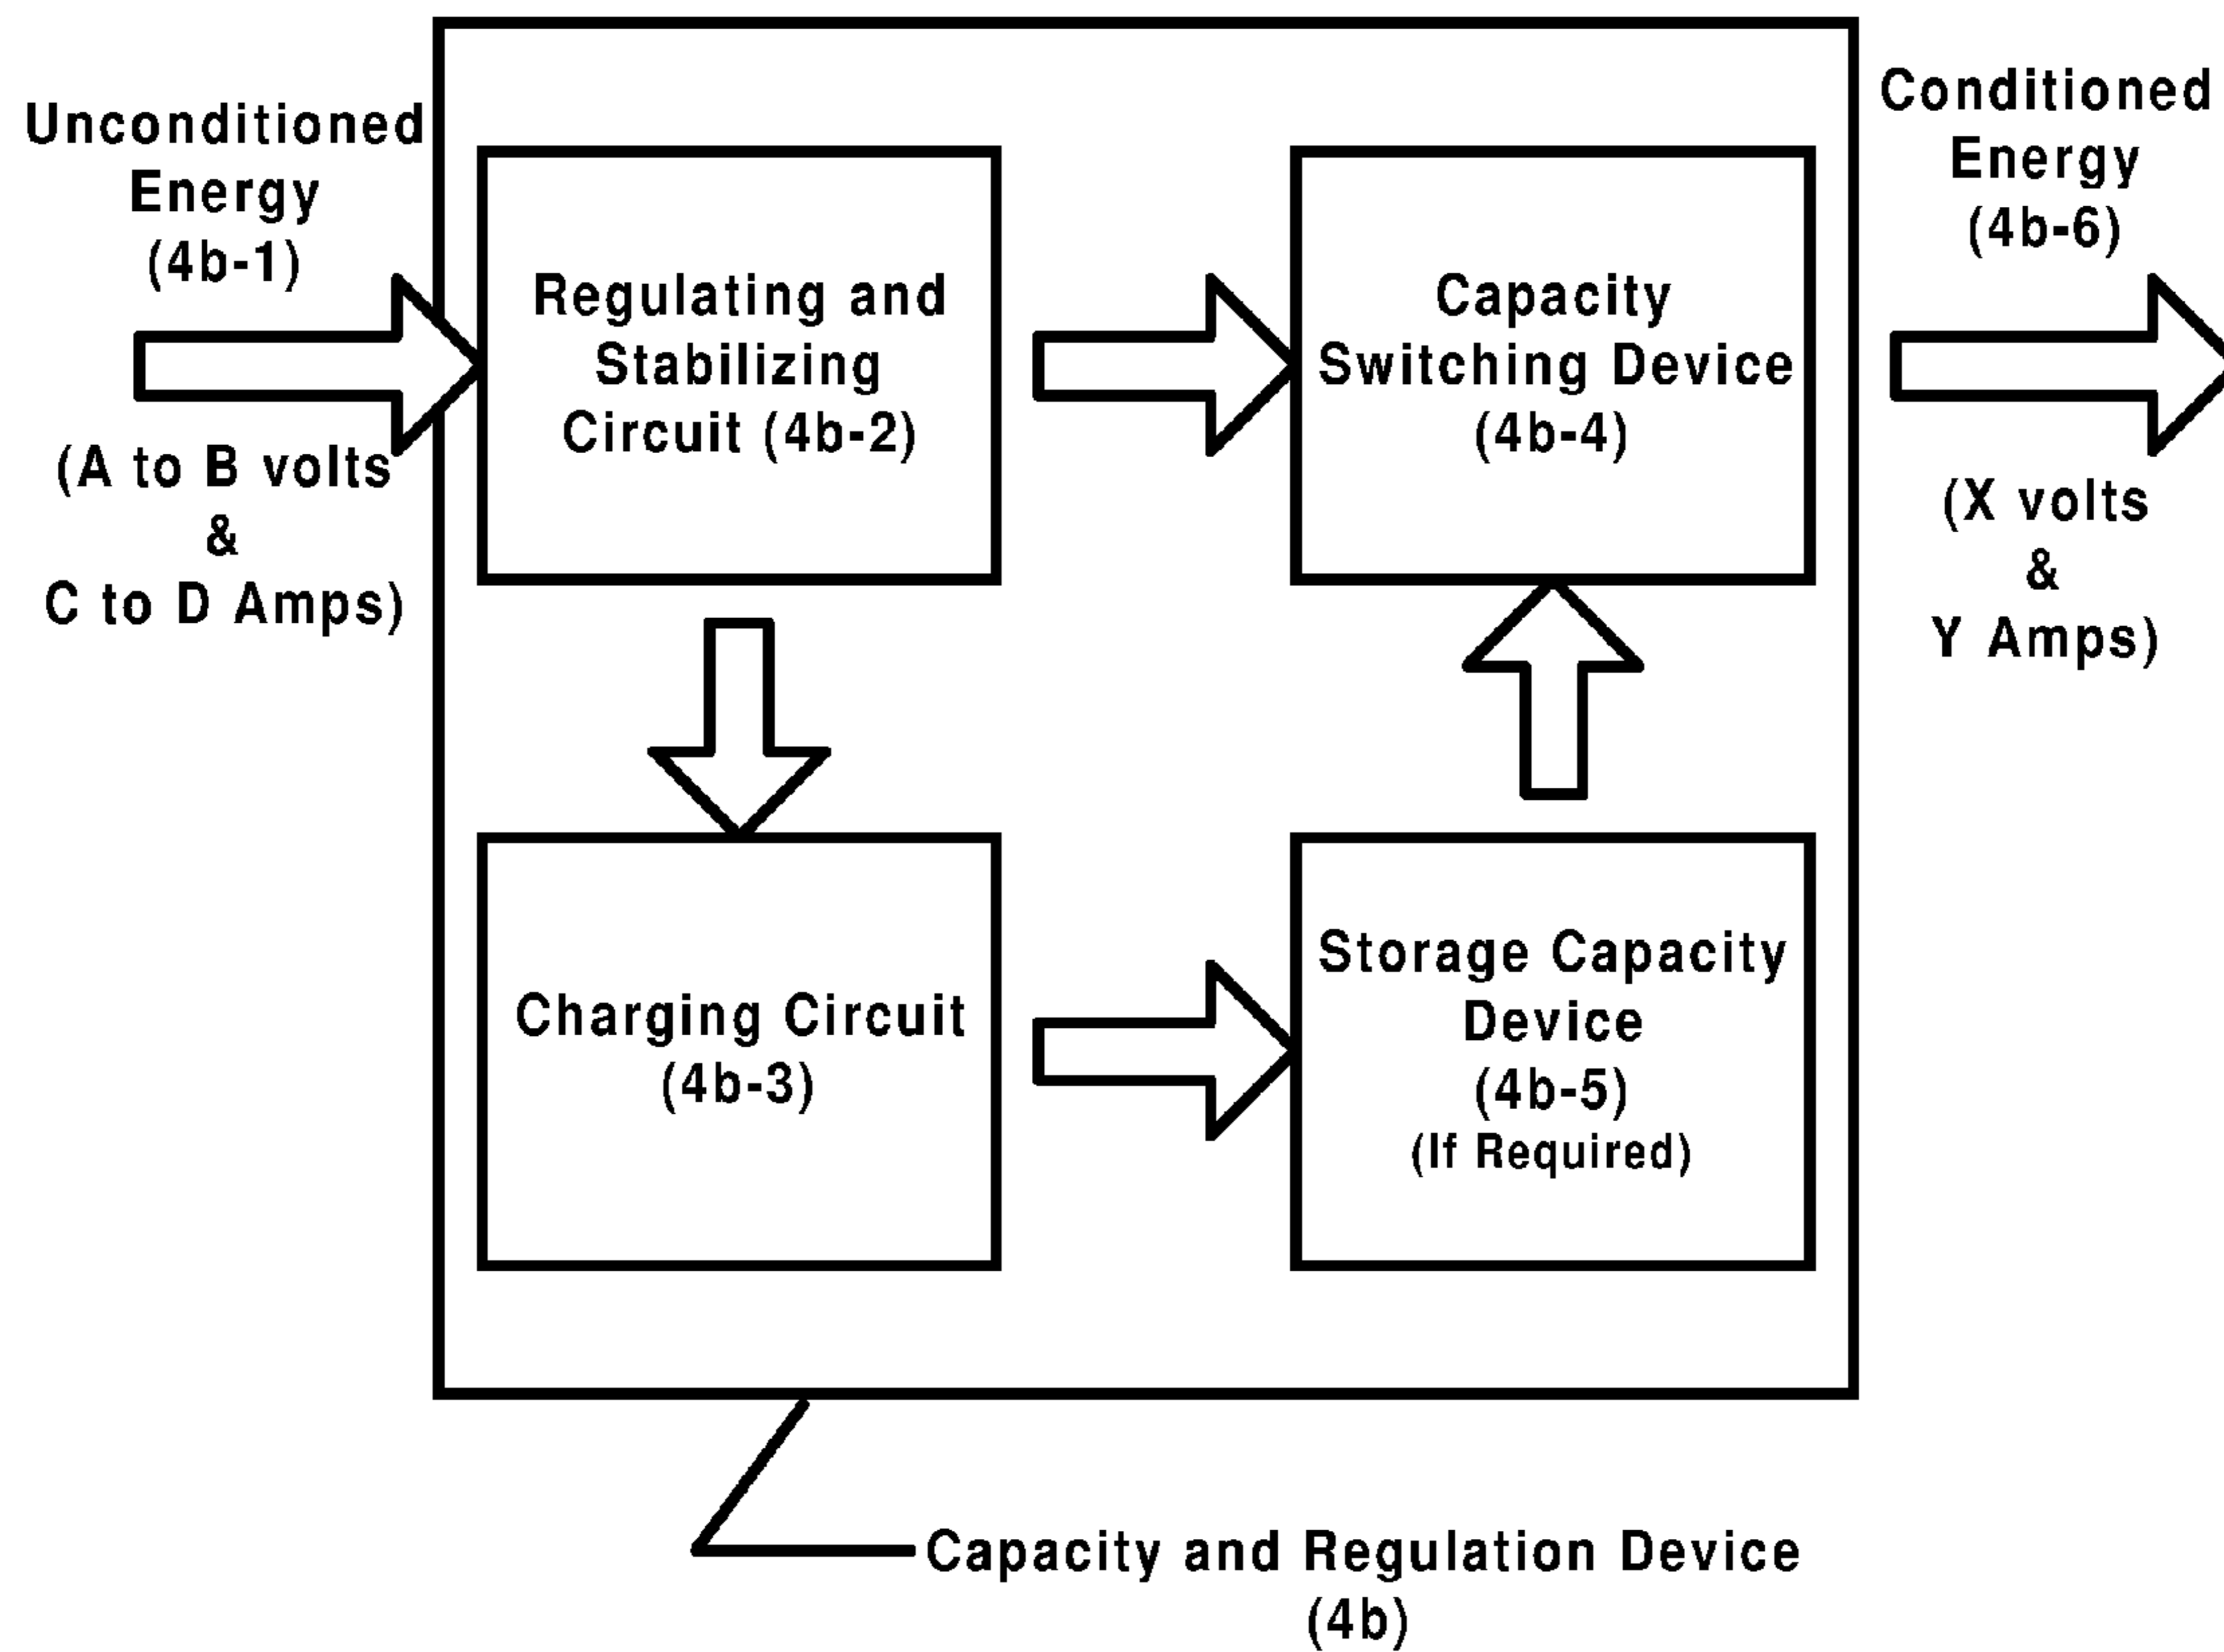 Unconditioned
Energy
(4b-1)
(A to B volts
&
C to D Amps)
Regulating and
Stabilizing
Circuit (4b-2)
Capacity
Switching Device
(4b-4)
Conditioned
Energy
(4b-6)
(X volts
&
Y Amps)
Charging Circuit
(4b-3)
Storage Capacity
Device
(4b-5)
(If Required)
Capacity and Regulation Device
(4b)